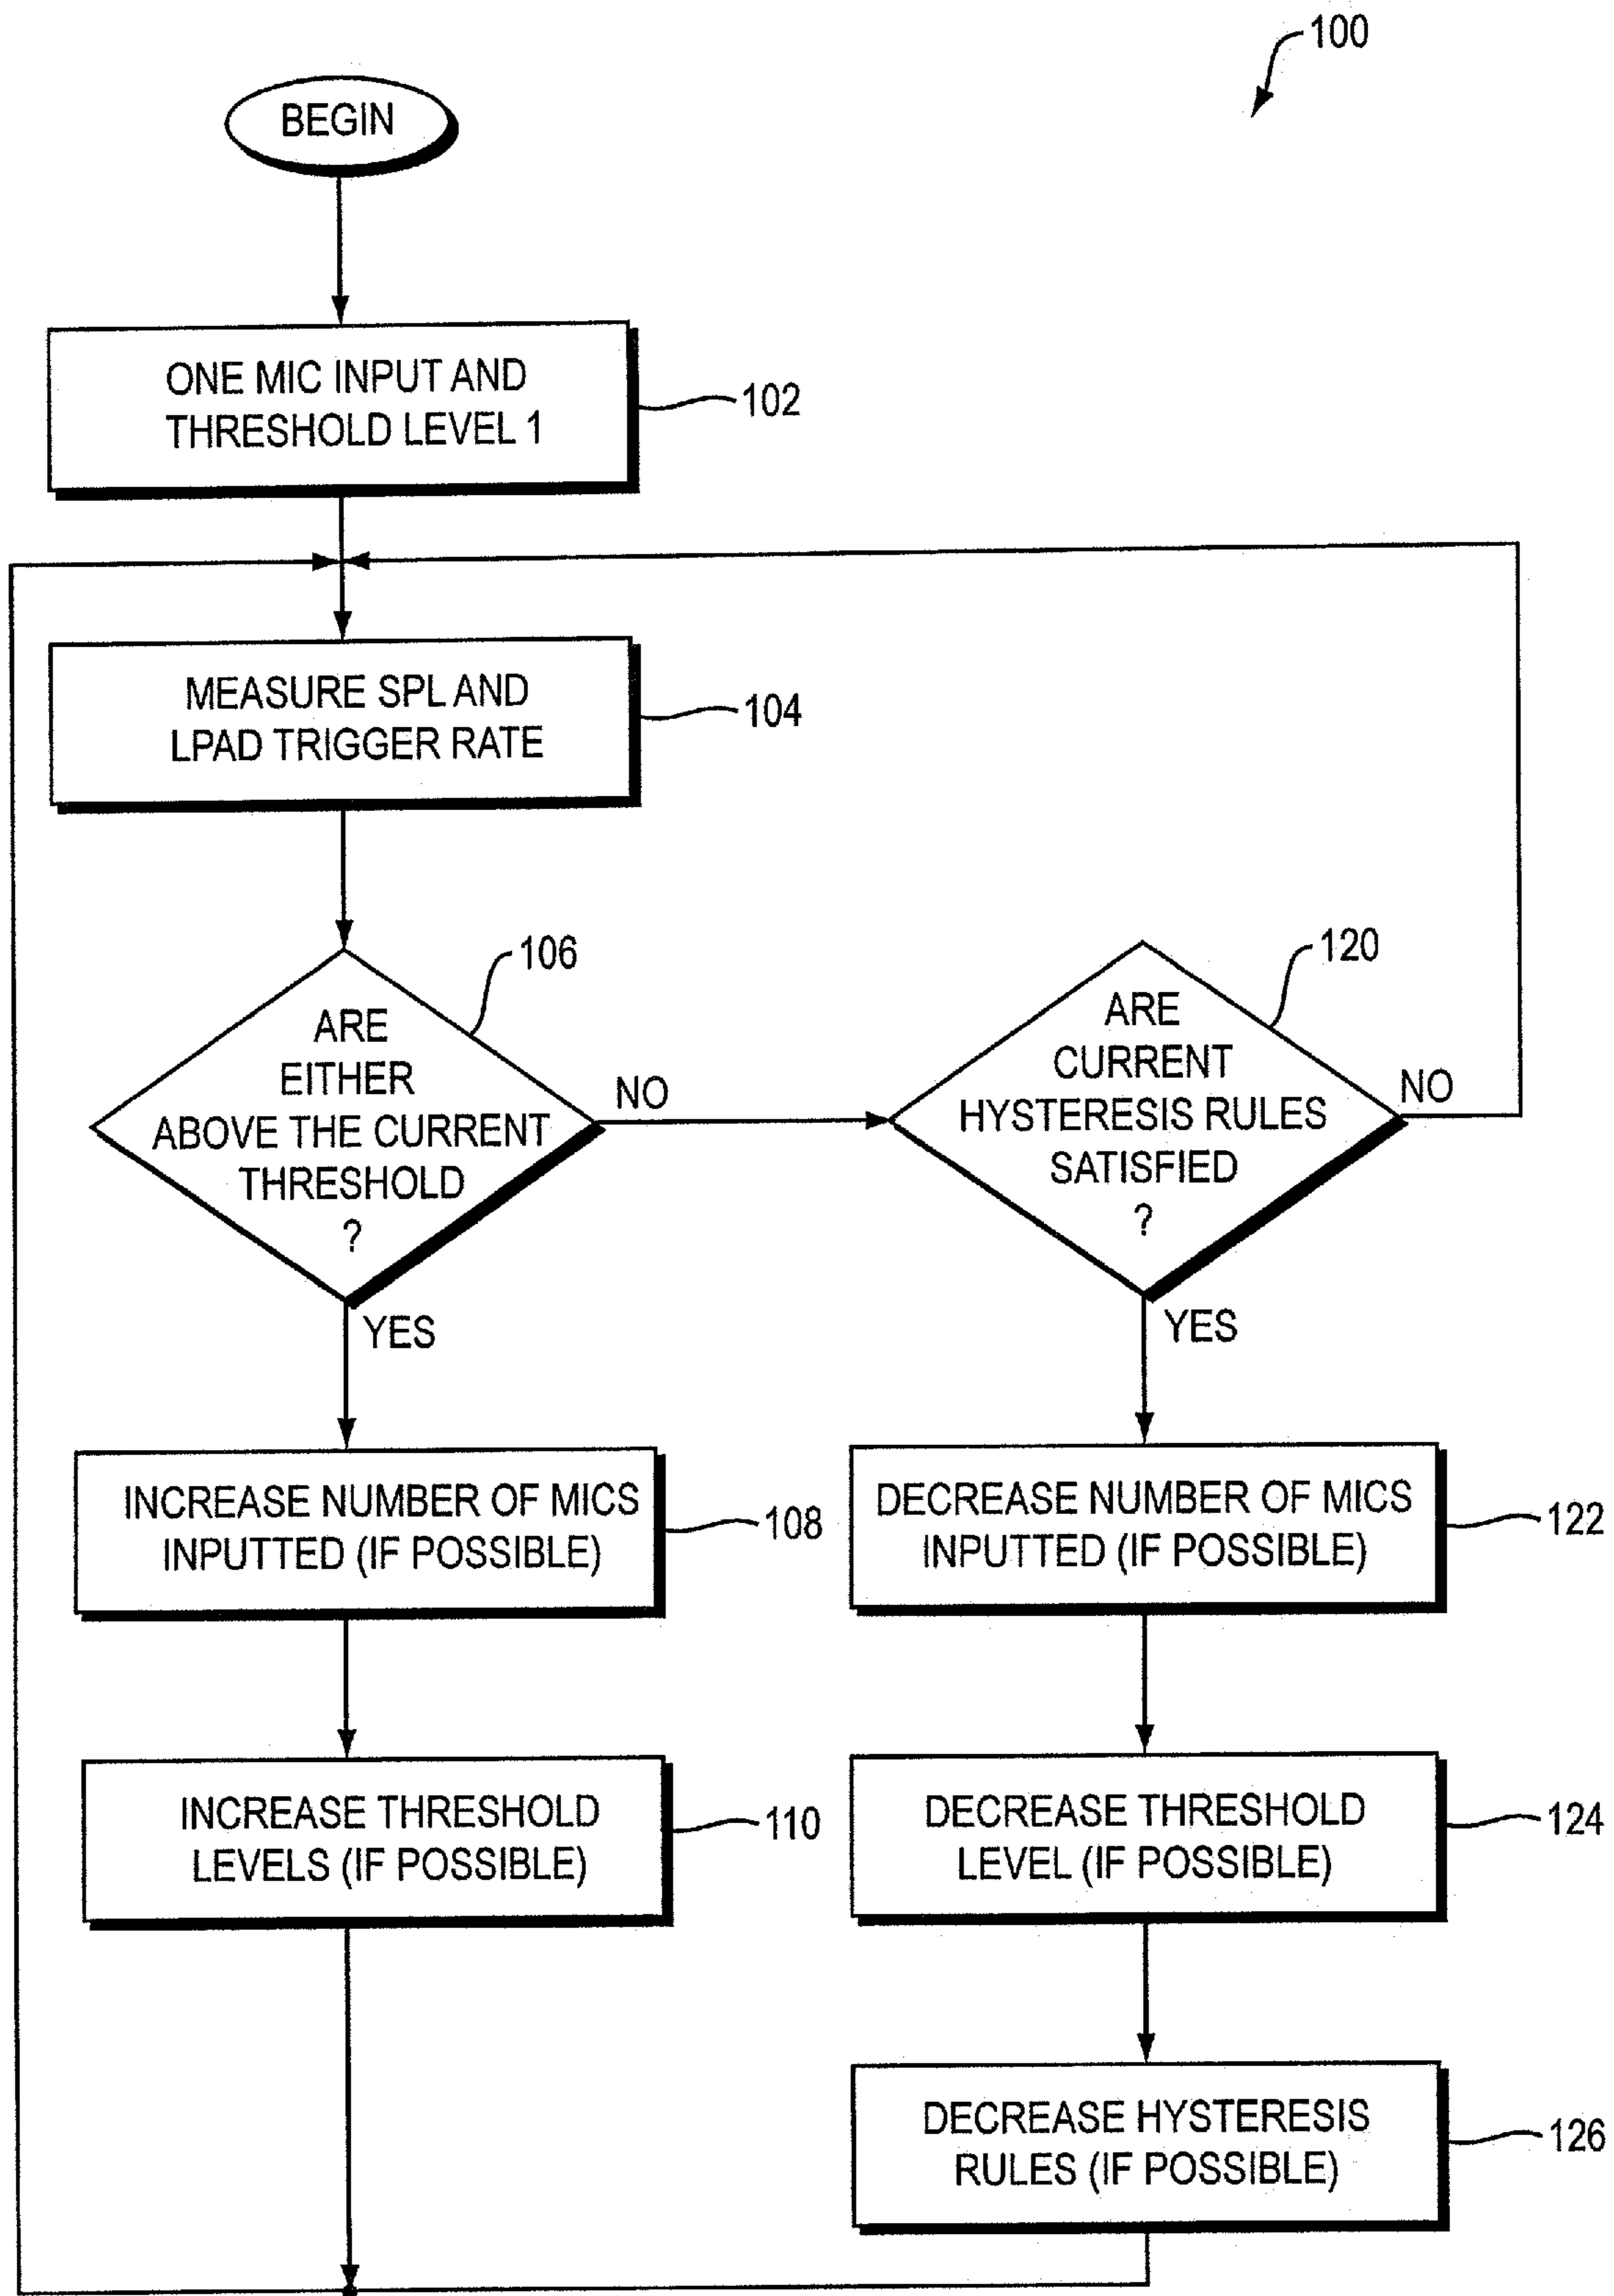 100
BEGIN
ONE MIC INPUT AND
THRESHOLD LEVEL 1
102
MEASURE SPL AND
LPAD TRIGGER RATE
104
106
ARE
EITHER
ABOVE THE CURRENT
THRESHOLD
?
NO
YES
120
ARE
CURRENT
HYSTERESIS RULES
SATISFIED
?
NO
YES
INCREASE NUMBER OF MICS
INPUTTED (IF POSSIBLE)
108
DECREASE NUMBER OF MICS
INPUTTED (IF POSSIBLE)
122
INCREASE THRESHOLD
LEVELS (IF POSSIBLE)
110
DECREASE THRESHOLD
LEVEL (IF POSSIBLE)
124
DECREASE HYSTERESIS
RULES (IF POSSIBLE)
126